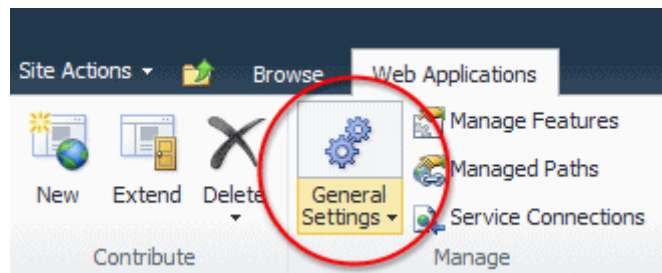 Site Actions
Browse
Web Applications
New
Extend
Delete
General
Settings
Manage Features
Managed Paths
Service Connections
Contribute
Manage